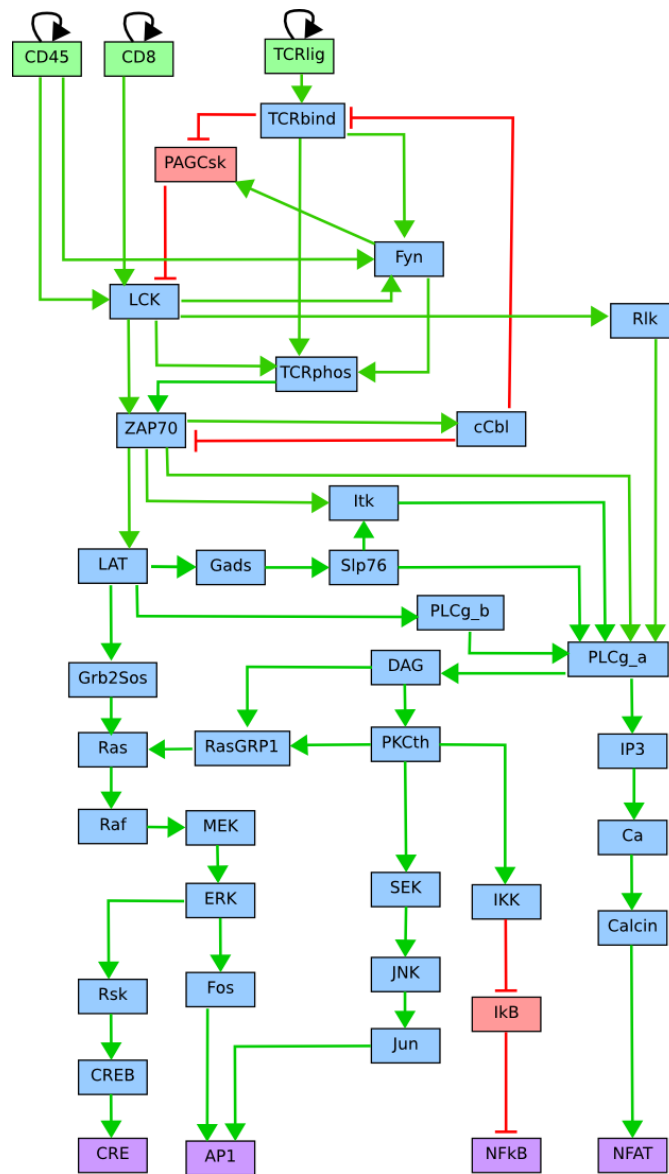 CD45
CD8
TCRlig
TCRbind
PAGCsk
Fyn
LCK
Rlk
TCRphos
ZAP70
cCbl
Itk
LAT
Gads
Slp76
PLCg_b
PLCg_a
DAG
Grb2Sos
Ras
RasGRP1
PKCth
IP3
Raf
MEK
Ca
ERK
SEK
IKK
Calcin
Rsk
Fos
JNK
IkB
CREB
Jun
CRE
AP1
NFkB
NFAT